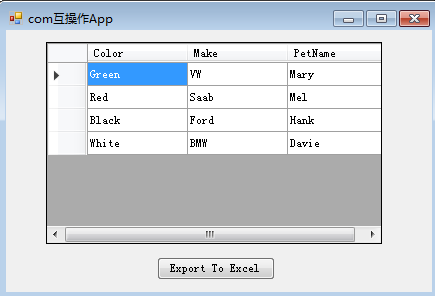 com互操作App
Color Make PetName
Green VW Mary
Red Saab Mel
Black Ford Hank
White BMW Davie
Export To Excel